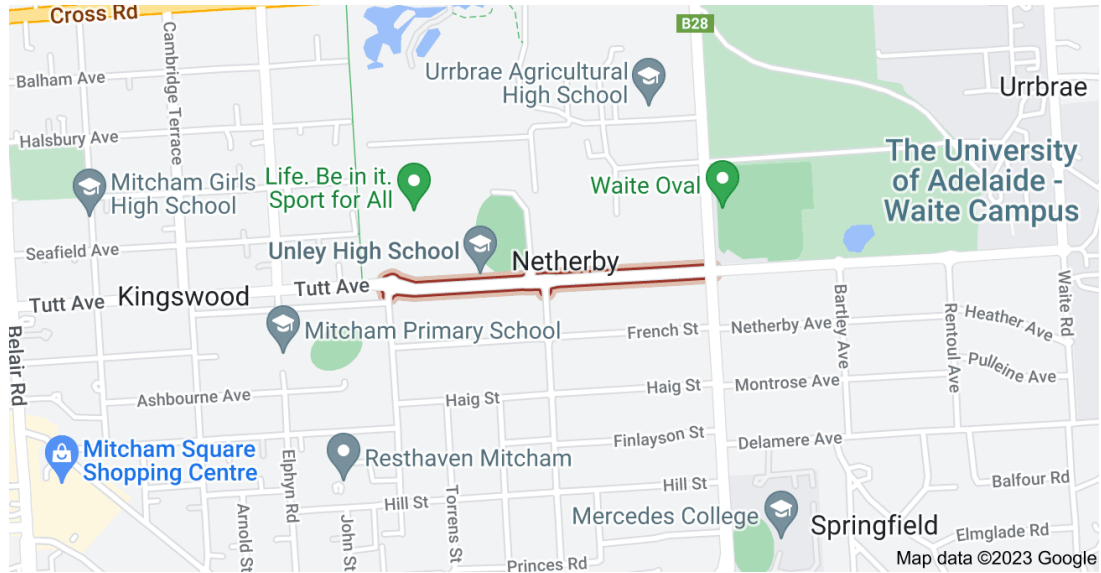 Cross Rd
B28
Balham Ave
Cambridge Terrace
Urrbrae Agricultural
High School
Urrbrae
Halsbury Ave
The University
of Adelaide -
Waite Campus
Mitcham Girls
High School
Life. Be in it.
Sport for All
Waite Oval
Seafield Ave
Unley High School
Netherby
Tutt Ave
Kingswood
Tutt Ave
Belair Rd
Mitcham Primary School
French St
Netherby Ave
Bartley Ave
Rentoul Ave
Heather Ave
Waite Rd
Pulleine Ave
Ashbourne Ave
Haig St
Montrose Ave
Mitcham Square
Shopping Centre
Finlayson St
Delamere Ave
Resthaven Mitcham
Elphyn Rd
Hill St
Hill St
Balfour Rd
Arnold St
John St
Torrens St
Mercedes College
Springfield
Elmglade Rd
Princes Rd
Map data ©2023 Google